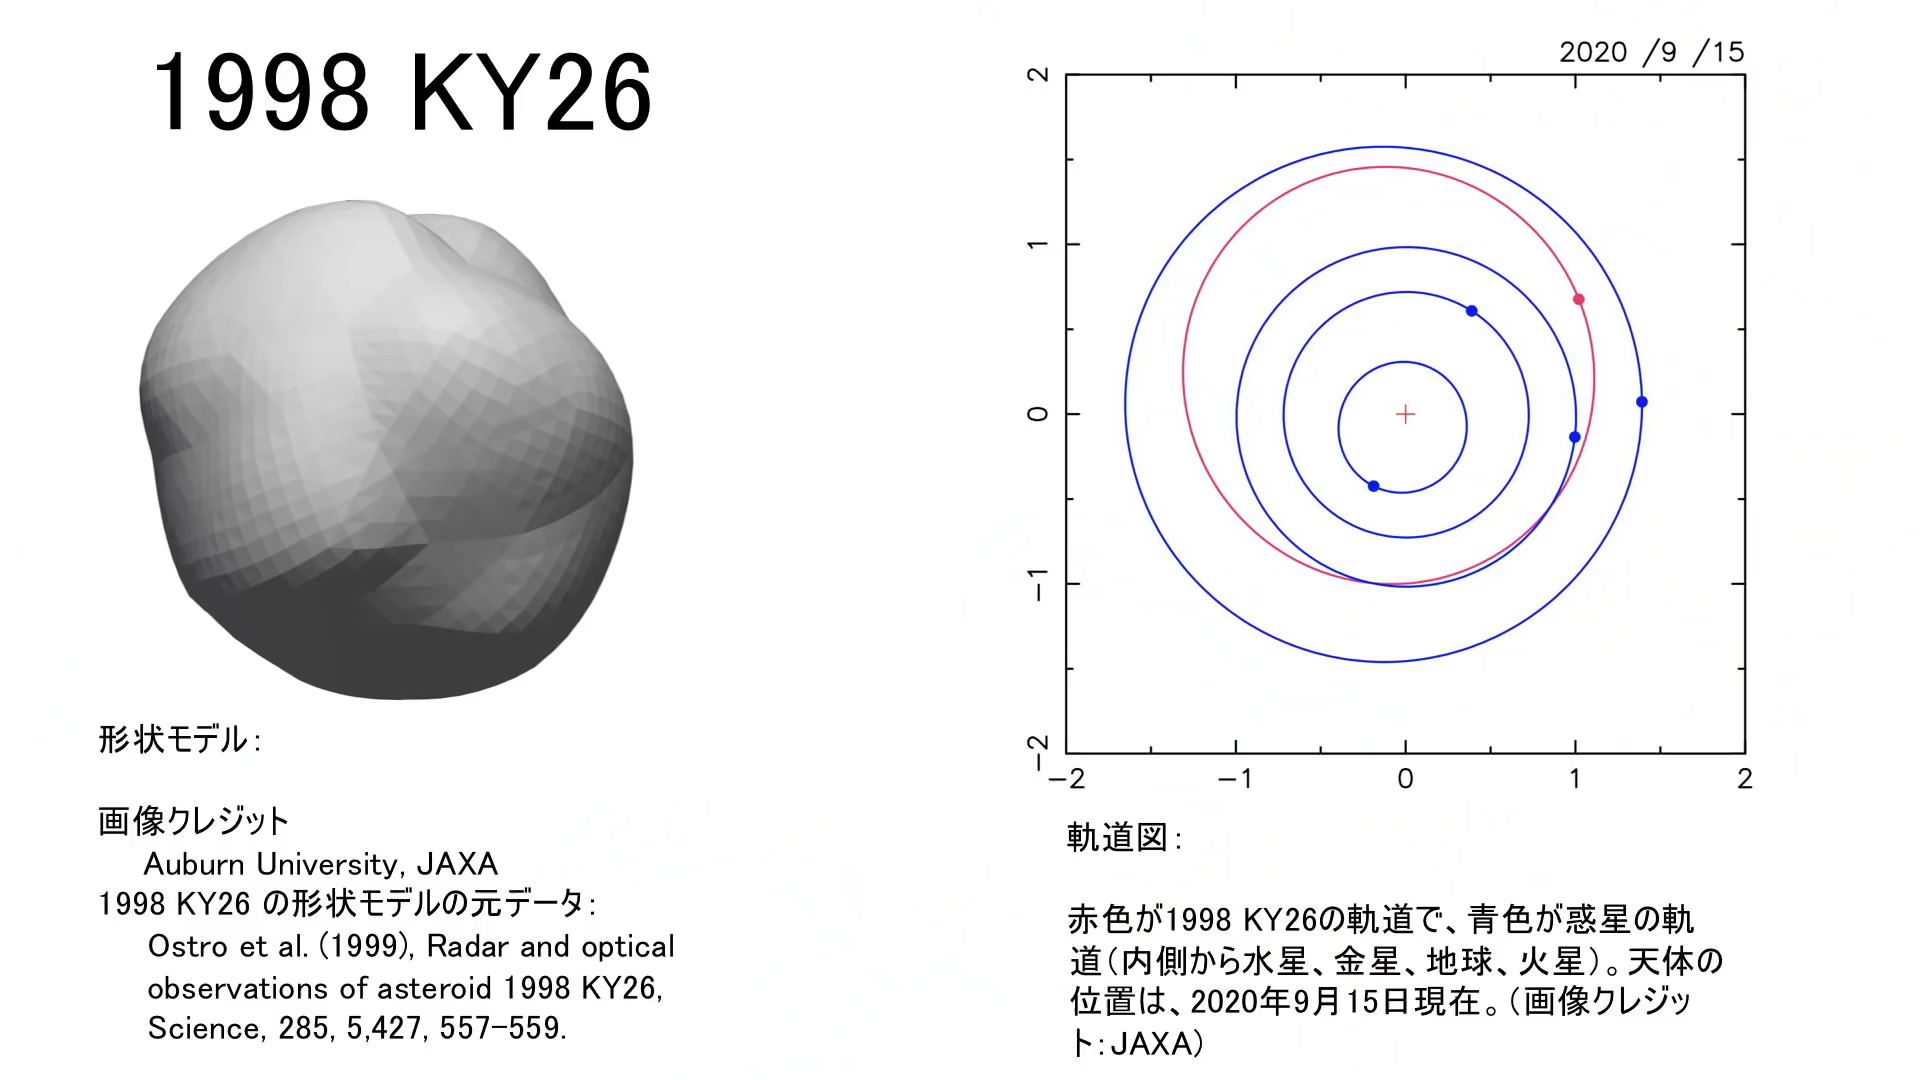 1998 KY26
形状モデル：
画像クレジット
Auburn University, JAXA
1998 KY26 の形状モデルの元データ：
Ostro et al. (1999), Radar and optical
observations of asteroid 1998 KY26,
Science, 285, 5,427, 557-559.
2020 /9 /15
2
1
0
-1
-2
-2
-1
0
1
2
軌道図：
赤色が1998 KY26の軌道で、青色が惑星の軌
道（内側から水星、金星、地球、火星）。天体の
位置は、2020年9月15日現在。（画像クレジッ
ト：JAXA）